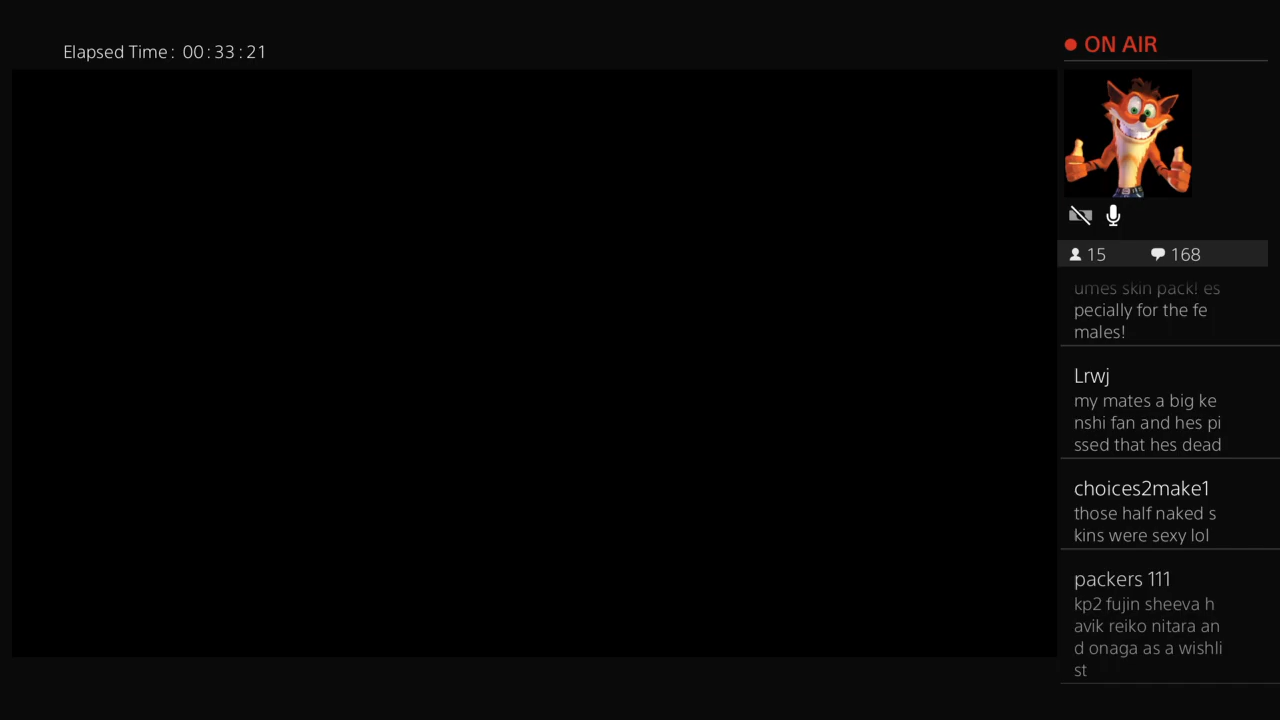 Elapsed Time: 00:33:21
ON AIR
15 168
umes skin pack! es
pecially for the fe
males!
Lrwj
my mates a big ke
nshi fan and hes pi
ssed that hes dead
choices2make1
those half naked s
kins were sexy lol
packers 111
kp2 fujin sheeva h
avik reiko nitara an
d onaga as a wishli
st